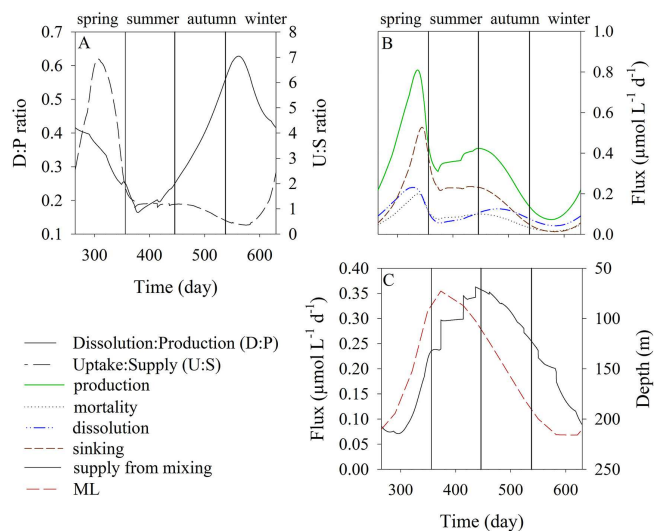 spring summer autumn winter
A
D:P ratio
0.7
0.6
0.5
0.4
0.3
0.2
0.1
U:S ratio
8
7
6
5
4
3
2
1
0
300 400 500 600
Time (day)
spring summer autumn winter
B
Flux (μmol L⁻¹ d⁻¹)
1.0
0.8
0.6
0.4
0.2
0.0
Dissolution:Production (D:P)
Uptake:Supply (U:S)
production
mortality
dissolution
sinking
supply from mixing
ML
C
Flux (μmol L⁻¹ d⁻¹)
0.40
0.35
0.30
0.25
0.20
0.15
0.10
0.05
0.00
Depth (m)
50
100
150
200
250
300 400 500 600
Time (day)